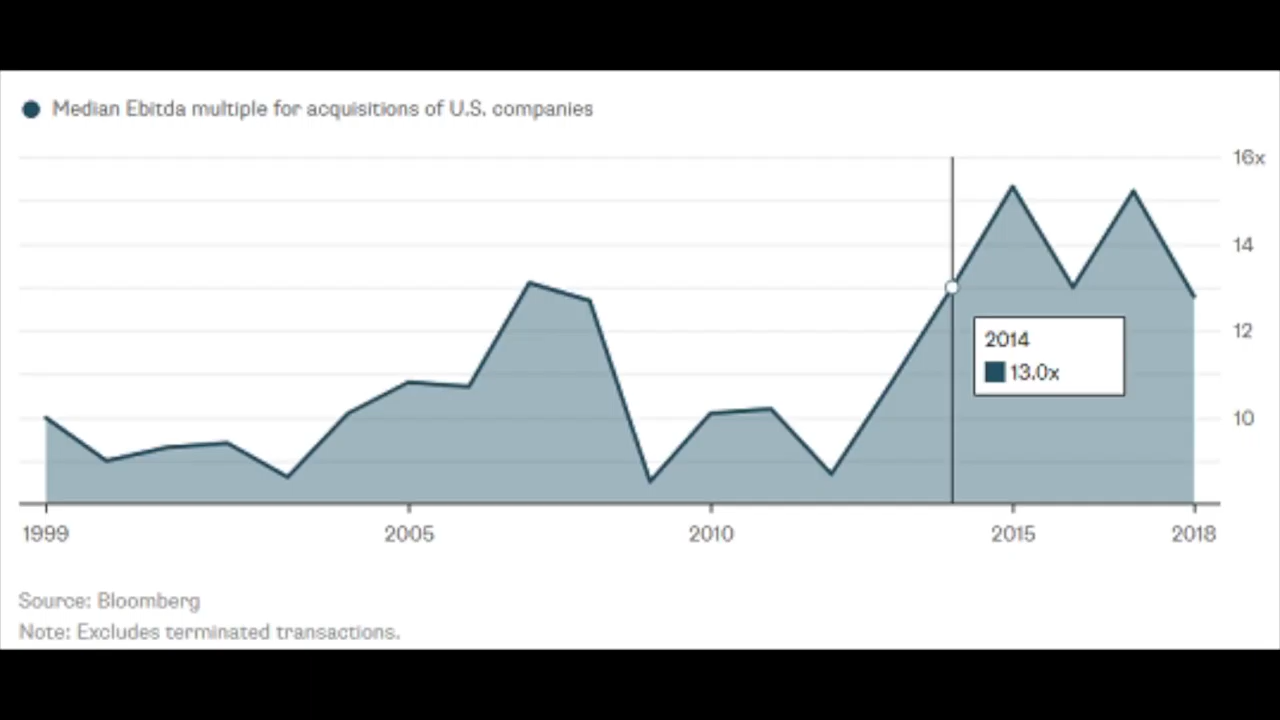 Median Ebitda multiple for acquisitions of U.S. companies
16x
14
12
10
2014
13.0x
1999 2005 2010 2015 2018
Source: Bloomberg
Note: Excludes terminated transactions.